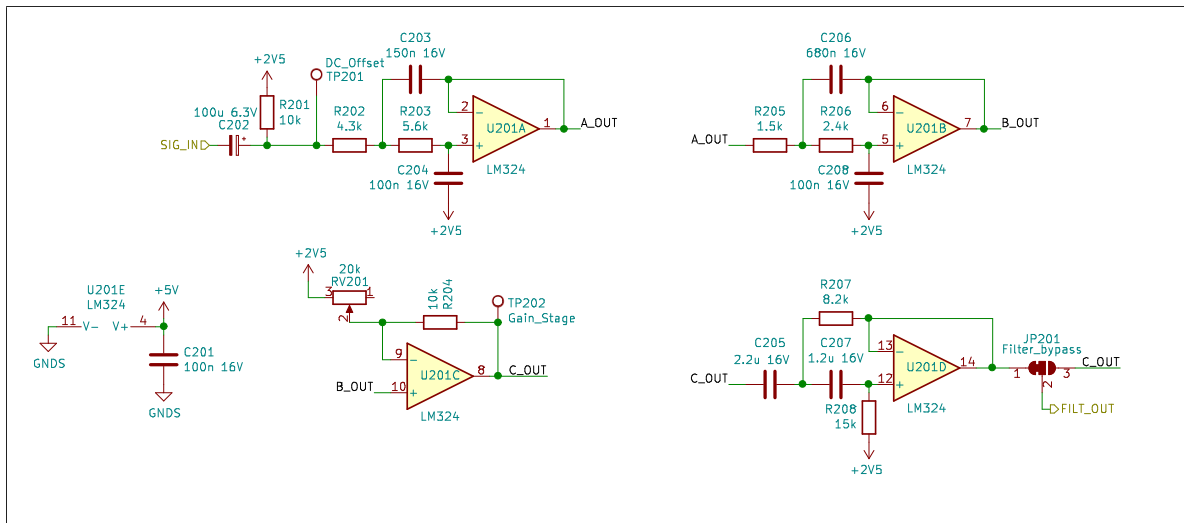 C203
150n 16V
+2V5
DC_Offset
TP201
100u 6.3V
C202
R201
10k
R202
4.3k
R203
5.6k
2
3
U201A
1
A_OUT
SIG_IN
+
C204
100n 16V
LM324
+2V5
C206
680n 16V
R205
1.5k
R206
2.4k
6
5
U201B
7
B_OUT
A_OUT
C208
100n 16V
LM324
+2V5
U201E
LM324
+5V
11
V-
V+
4
GNDS
C201
100n 16V
GNDS
+2V5
20k
RV201
3
1
2
10k
R204
TP202
Gain_Stage
9
10
U201C
8
C_OUT
B_OUT
LM324
R207
8.2k
C205
2.2u 16V
C207
1.2u 16V
13
12
U201D
14
C_OUT
R208
15k
LM324
+2V5
JP201
Filter_bypass
1
2
3
C_OUT
FILT_OUT